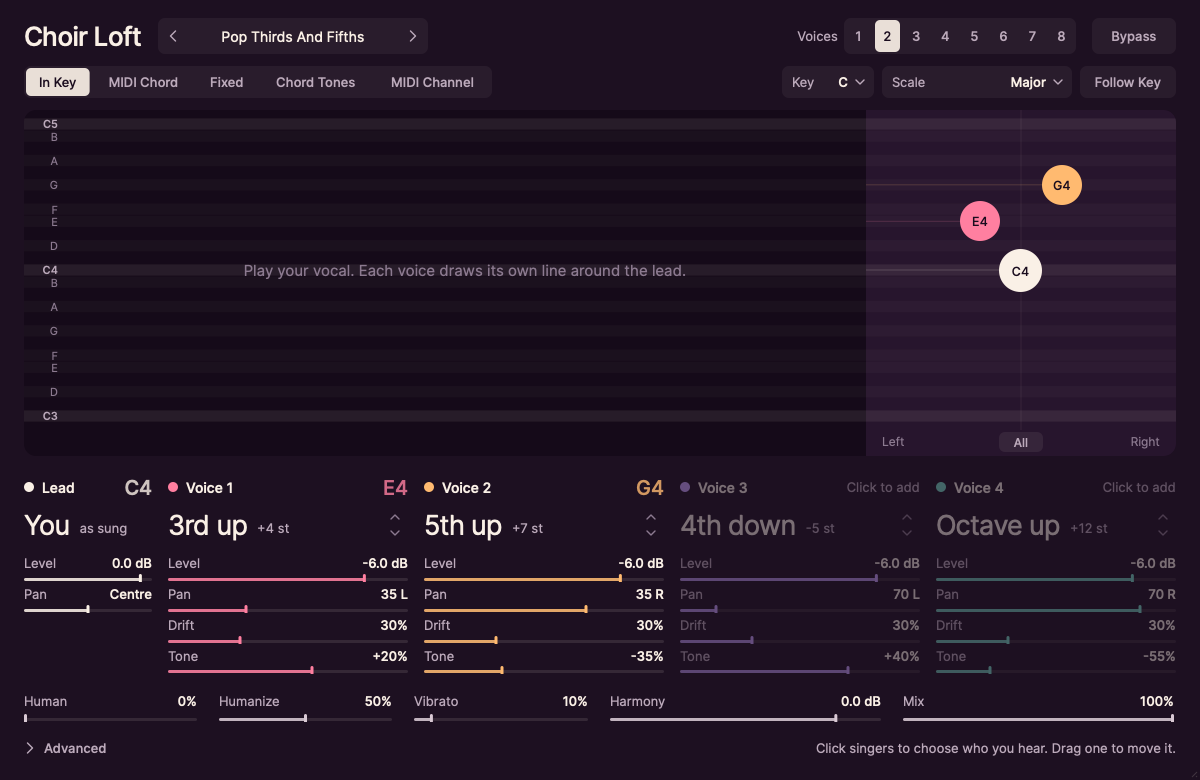 Choir Loft
Pop Thirds And Fifths
Voices 1 2 3 4 5 6 7 8
Bypass
In Key MIDI Chord Fixed Chord Tones MIDI Channel
Key C
Scale Major
Follow Key
C5
B
A
G
F
E
D
C4
B
A
G
F
E
D
C3
Play your vocal. Each voice draws its own line around the lead.
G4
E4
C4
Left All Right
Lead C4
You as sung
Level 0.0 dB
Pan Centre
Voice 1 E4
3rd up +4 st
Level -6.0 dB
Pan 35 L
Drift 30%
Tone +20%
Voice 2 G4
5th up +7 st
Level -6.0 dB
Pan 35 R
Drift 30%
Tone -35%
Voice 3 Click to add
4th down -5 st
Level -6.0 dB
Pan 70 L
Drift 30%
Tone +40%
Voice 4 Click to add
Octave up +12 st
Level -6.0 dB
Pan 70 R
Drift 30%
Tone -55%
Human 0%
Humanize 50%
Vibrato 10%
Harmony 0.0 dB
Mix 100%
Advanced
Click singers to choose who you hear. Drag one to move it.